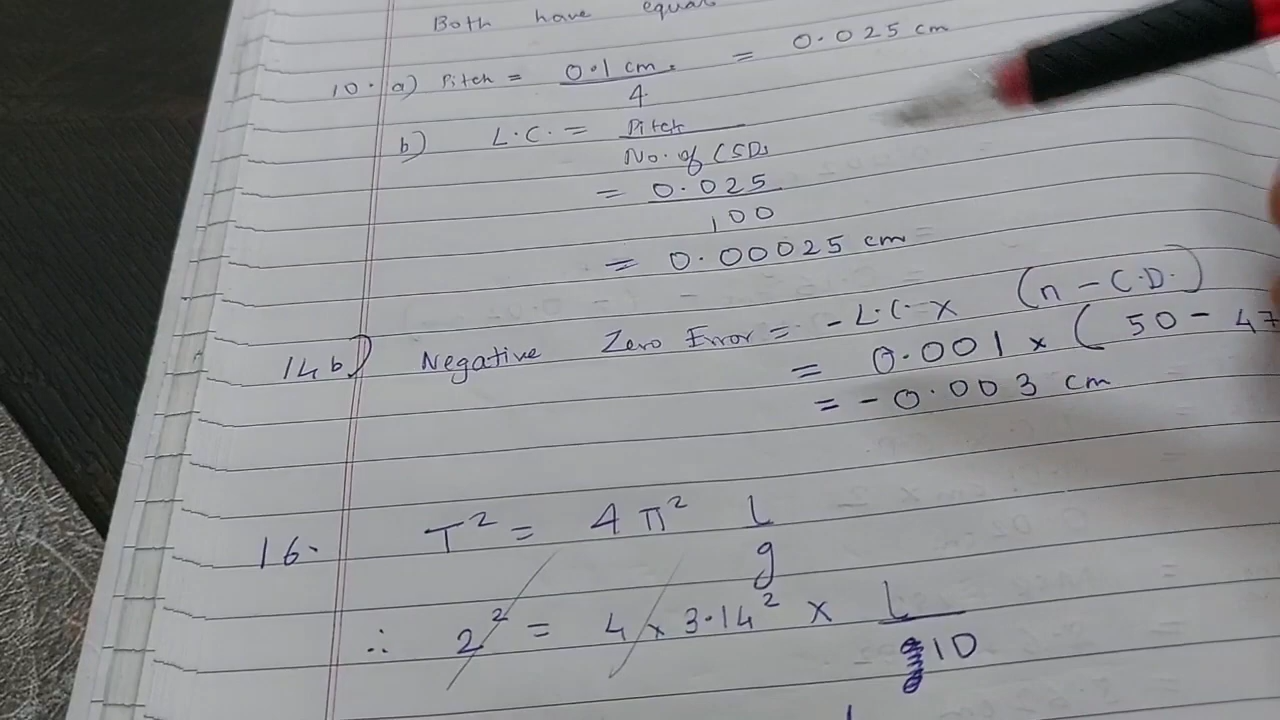 Both have equal
10. a) Pitch = 0.1 cm / 4 = 0.025 cm
b) L.C. = Pitch / No. of CSDs
= 0.025 / 100
= 0.00025 cm
14 b) Negative Zero Error = - L.C. x (n - C.D.)
= 0.001 x ( 50 - 47
= - 0.003 cm
16. T² = 4 π² l / g
∴ 2² = 4 x 3.14² x l / 10